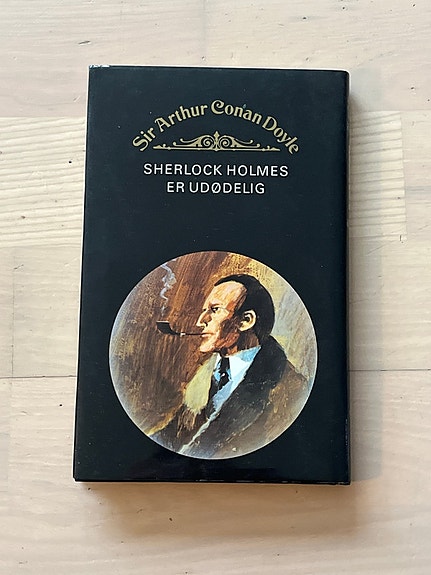 Sir Arthur Conan Doyle
SHERLOCK HOLMES
ER UDØDELIG